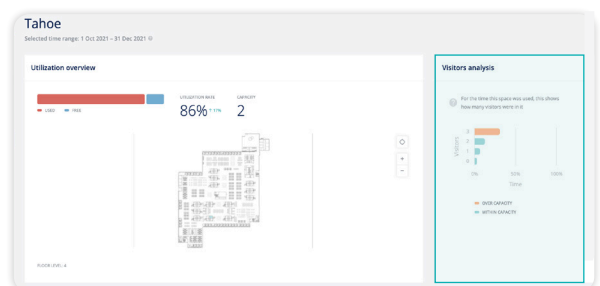 Tahoe
Selected time range: 1 Oct 2021 – 31 Dec 2021
Utilization overview
USED FREE
UTILIZATION RATE
86%
CAPACITY
2
FLOOR LEVEL: 4
Visitors analysis
For the time this space was used, this shows
how many visitors were in it
Visitors
0% 50% 100%
Time
OVER CAPACITY
WITHIN CAPACITY